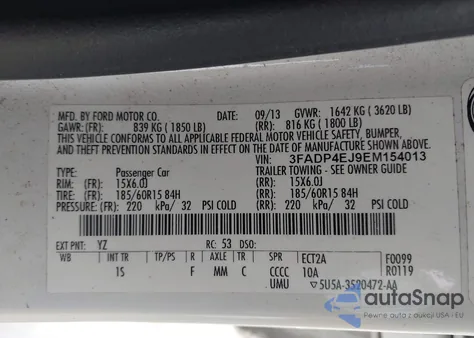 MFD. BY FORD MOTOR CO. DATE: 09/13 GVWR: 1642 KG ( 3620 LB)
GAWR: (FR): 839 KG ( 1850 LB) (RR): 816 KG ( 1800 LB)
THIS VEHICLE CONFORMS TO ALL APPLICABLE FEDERAL MOTOR VEHICLE SAFETY, BUMPER,
AND THEFT PREVENTION STANDARDS IN EFFECT ON THE DATE OF MANUFACTURE SHOWN ABOVE.
VIN: 3FADP4EJ9EM154013
TYPE: Passenger Car TRAILER TOWING - SEE OWNER GUIDE
RIM: (FR): 15X6.0J (RR): 15X6.0J
TIRE: (FR): 185/60R15 84H (RR): 185/60R15 84H
PRESSURE: (FR): 220 kPa/ 32 PSI COLD (RR): 220 kPa/ 32 PSI COLD
EXT PNT: YZ RC: 53 DSO:
WB INT TR TP/PS R AXLE TR SPR ECT2A F0099
1S F MM C CCCC 10A R0119
UMU 5U5A-3520472-AA
autaSnap
Pewne auta z aukcji USA i EU